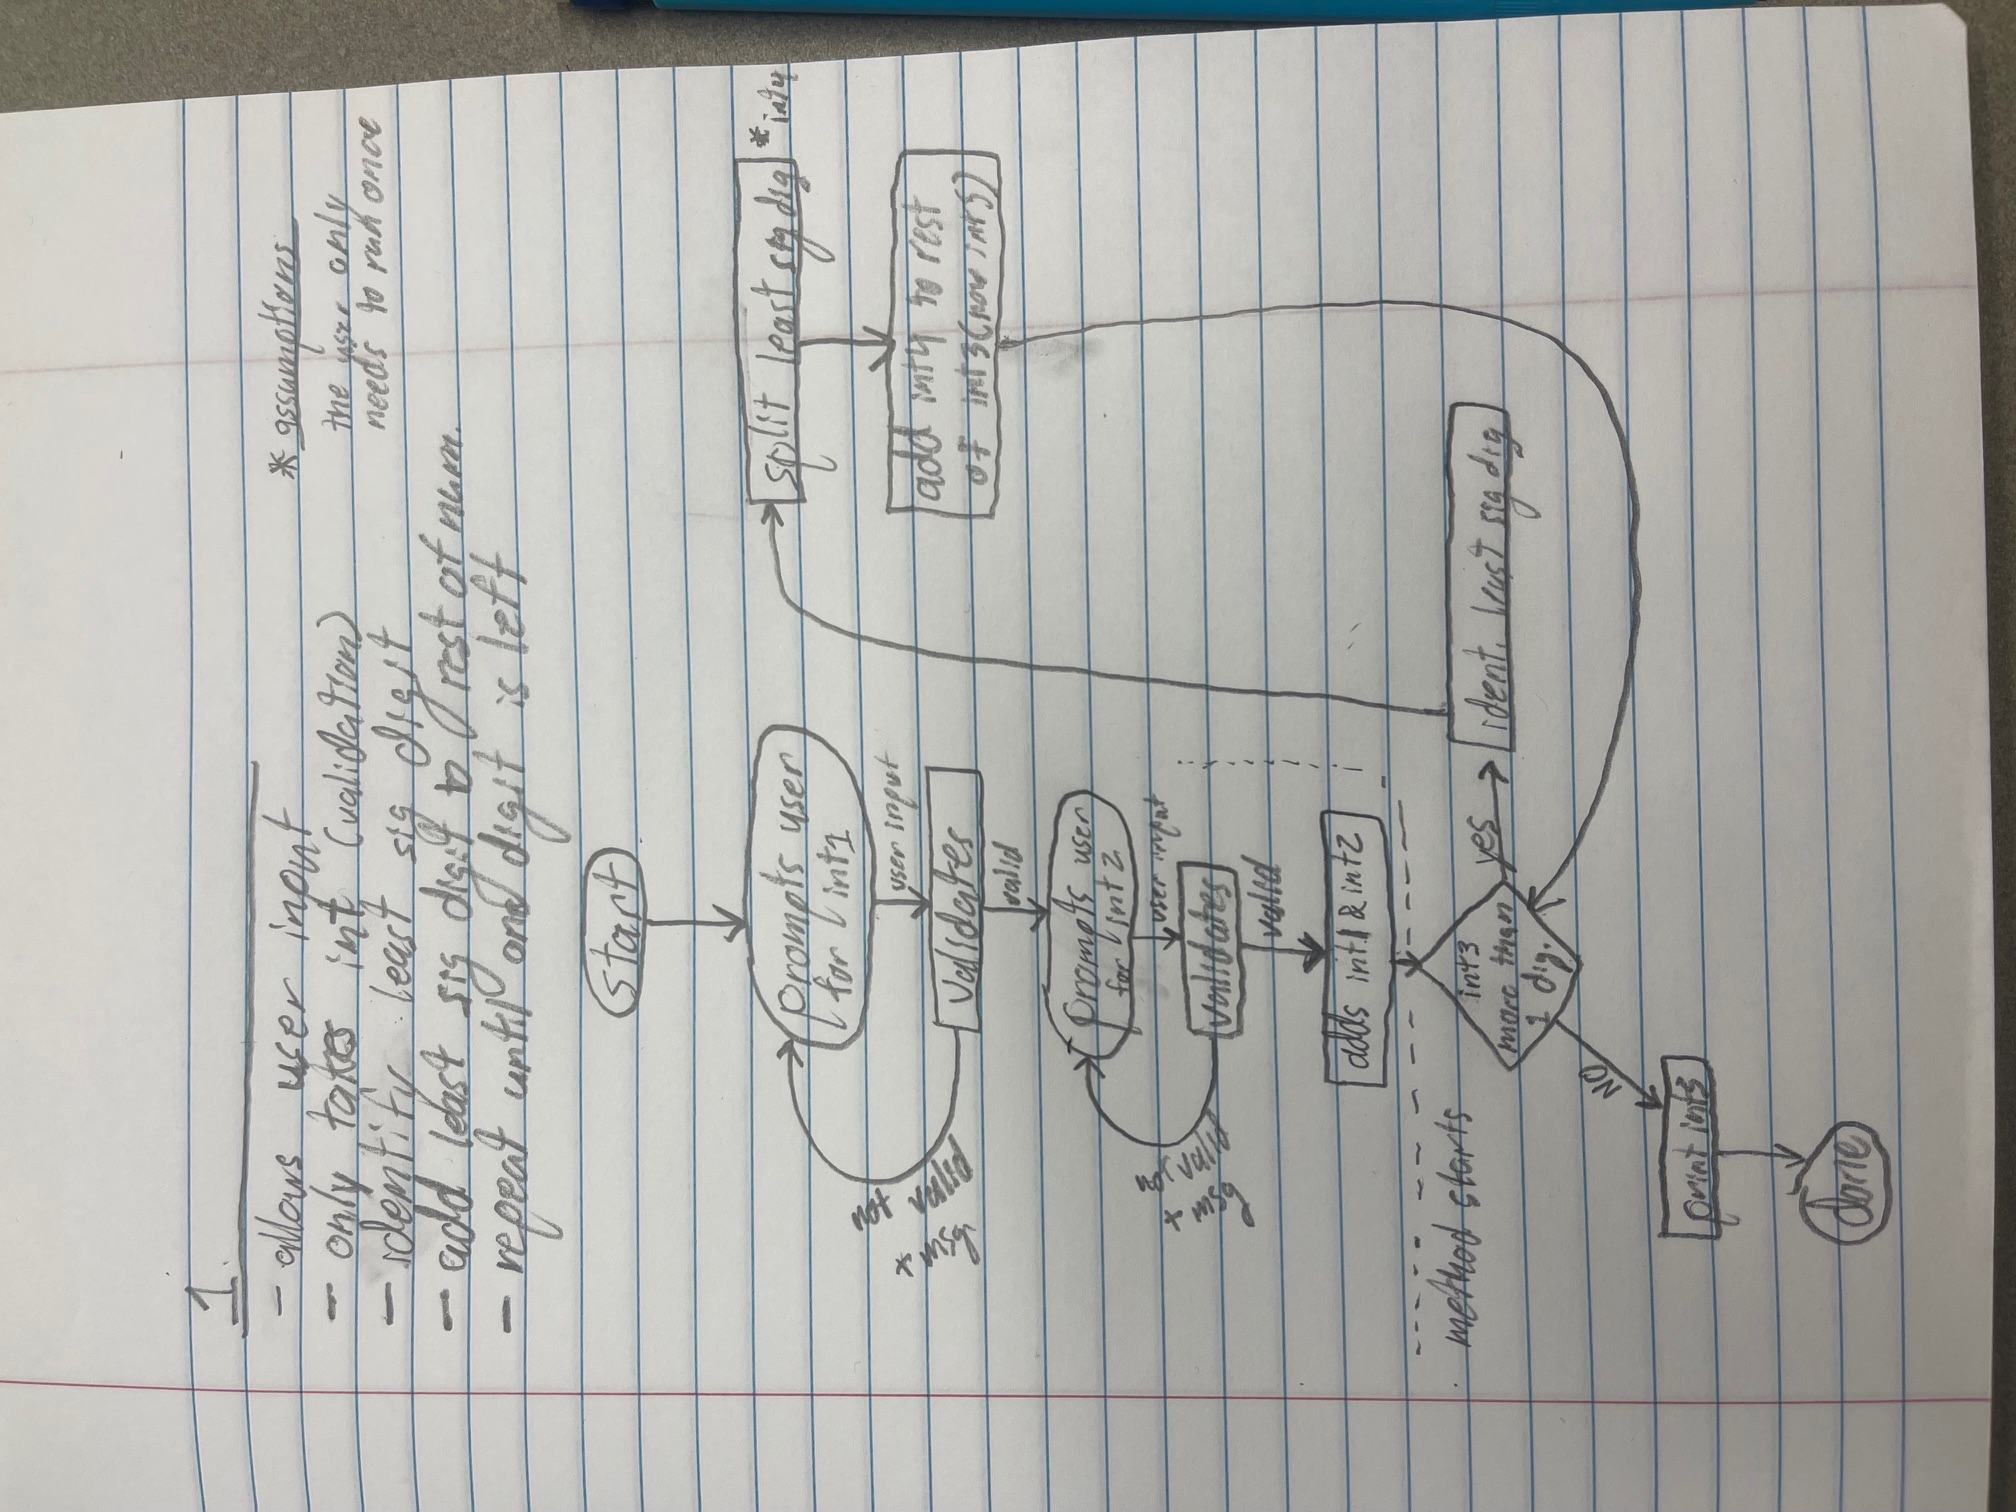 1.
- allows user input
- only takes int (validation)
- identify least sig digit
- add least sig digit to rest of num.
- repeat until one digit is left
* assumptions
the user only
needs to run once
start
prompts user
for int1
user input
validates
not valid
+ msg
valid
prompts user
for int2
user input
validates
not valid
+ msg
valid
adds int1 & int2
method starts
int3
more than
1 dig.
yes
ident. least sig dig
split least sig dig
* int4
add int4 to rest
of int3 (now int5)
NO
print int3
done